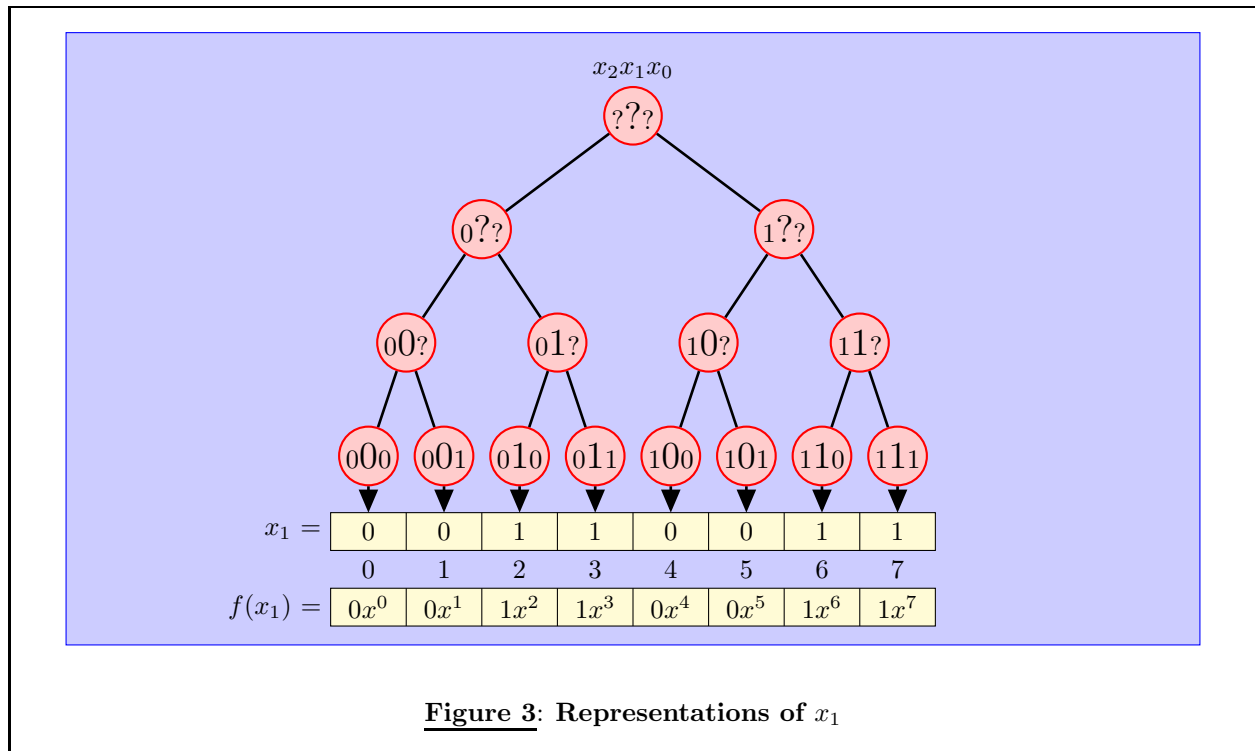 x₂x₁x₀
???
0?? 1??
00? 01? 10? 11?
000 001 010 011 100 101 110 111
x₁ = 0 0 1 1 0 0 1 1
0 1 2 3 4 5 6 7
f(x₁) = 0x⁰ 0x¹ 1x² 1x³ 0x⁴ 0x⁵ 1x⁶ 1x⁷
Figure 3: Representations of x₁